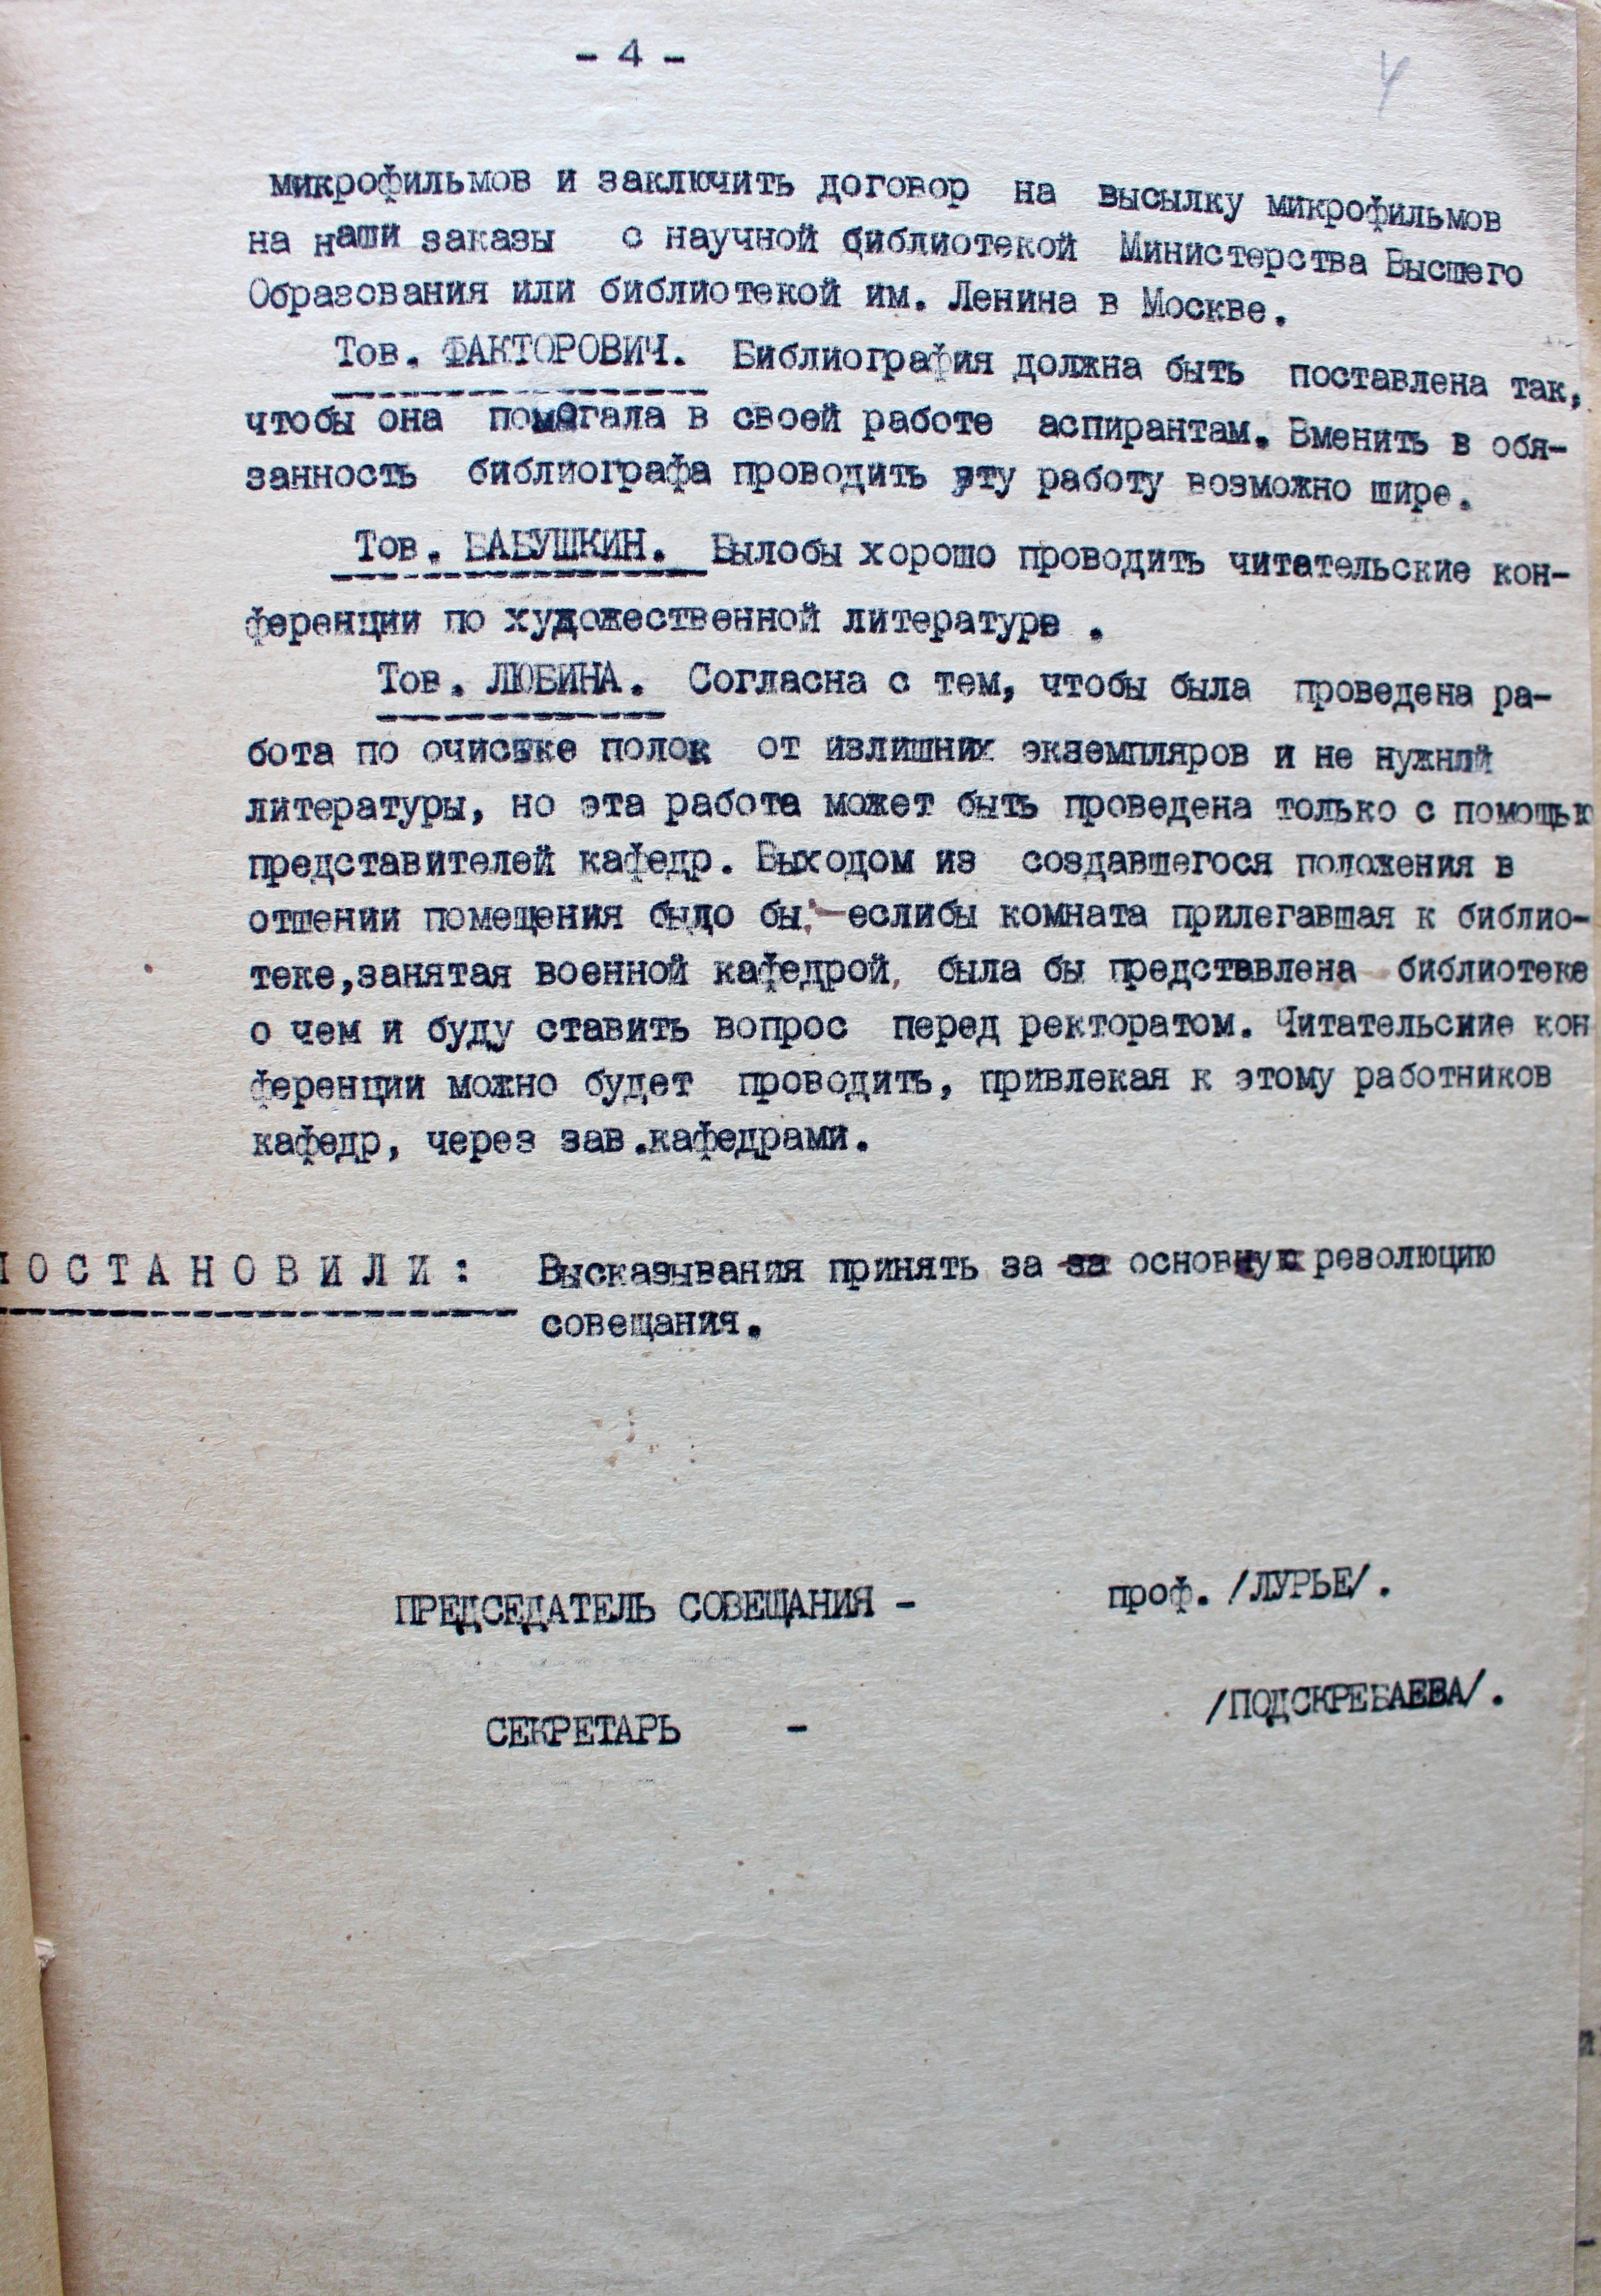 - 4 -
4
микрофильмов и заключить договор на высылку микрофильмов
на наши заказы с научной библиотекой Министерства Высшего
Образования или библиотекой им. Ленина в Москве.
Тов. ФАКТОРОВИЧ. Библиография должна быть поставлена так,
чтобы она помогала в своей работе аспирантам. Вменить в обя-
занность библиографа проводить эту работу возможно шире.
Тов. БАБУШКИН. Былобы хорошо проводить читательские кон-
ференции по художественной литературе .
Тов. ЛЮБИНА. Согласна с тем, чтобы была проведена ра-
бота по очистке полок от излишних экземпляров и не нужнлй
литературы, но эта работа может быть проведена только с помощью
представителей кафедр. Выходом из создавшегося положения в
отшении помещения было бы, еслибы комната прилегавшая к библио-
теке,занятая военной кафедрой, была бы представлена библиотеке
о чем и буду ставить вопрос перед ректоратом. Читательсиие кон
ференции можно будет проводить, привлекая к этому работников
кафедр, через зав.кафедрами.
ПОСТАНОВИЛИ: Высказывания принять за за основную резолюцию
совещания.
ПРЕДСЕДАТЕЛЬ СОВЕЩАНИЯ - проф. /ЛУРЬЕ/.
СЕКРЕТАРЬ - /ПОДСКРЕБАЕВА/.